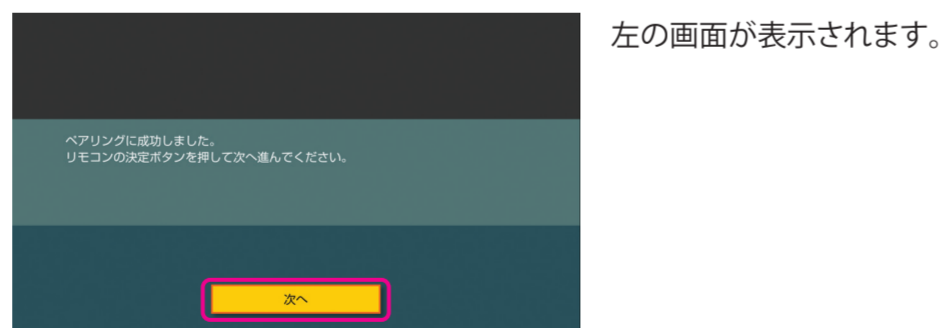 ペアリングに成功しました。
リモコンの決定ボタンを押して次へ進んでください。
次へ
左の画面が表示されます。